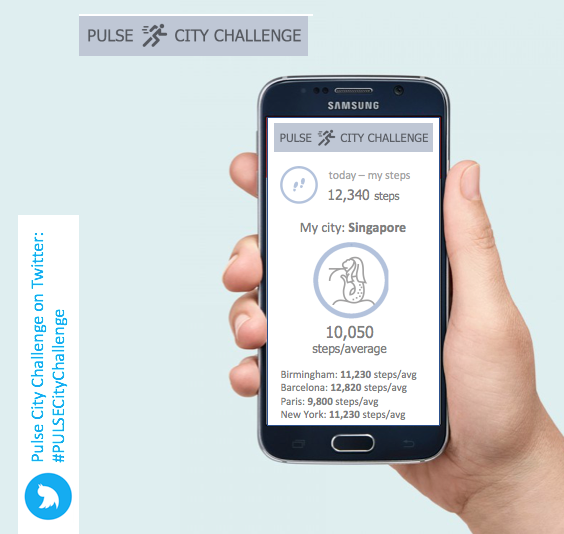 PULSE CITY CHALLENGE
SAMSUNG
PULSE CITY CHALLENGE
today – my steps
12,340 steps
My city: Singapore
10,050
steps/average
Birmingham: 11,230 steps/avg
Barcelona: 12,820 steps/avg
Paris: 9,800 steps/avg
New York: 11,230 steps/avg
Pulse City Challenge on Twitter:
#PULSECityChallenge